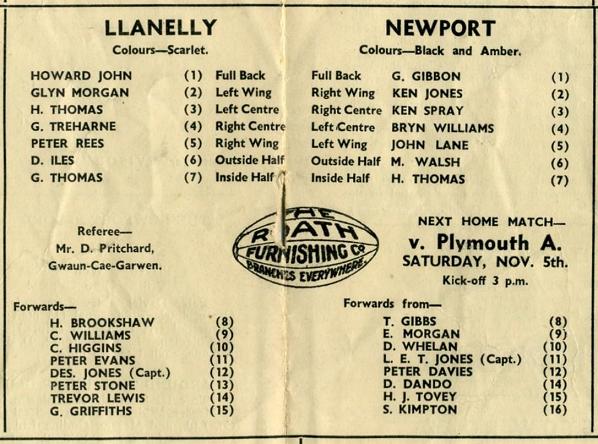 LLANELLY
Colours—Scarlet.
HOWARD JOHN (1) Full Back
GLYN MORGAN (2) Left Wing
H. THOMAS (3) Left Centre
G. TREHARNE (4) Right Centre
PETER REES (5) Right Wing
D. ILES (6) Outside Half
G. THOMAS (7) Inside Half
NEWPORT
Colours—Black and Amber.
Full Back G. GIBBON (1)
Right Wing KEN JONES (2)
Right Centre KEN SPRAY (3)
Left Centre BRYN WILLIAMS (4)
Left Wing JOHN LANE (5)
Outside Half M. WALSH (6)
Inside Half H. THOMAS (7)
Referee—
Mr. D. Pritchard,
Gwaun-Cae-Garwen.
THE
ROATH
FURNISHING CO
BRANCHES EVERYWHERE.
NEXT HOME MATCH—
v. Plymouth A.
SATURDAY, NOV. 5th.
Kick-off 3 p.m.
Forwards—
H. BROOKSHAW (8)
C. WILLIAMS (9)
C. HIGGINS (10)
PETER EVANS (11)
DES. JONES (Capt.) (12)
PETER STONE (13)
TREVOR LEWIS (14)
G. GRIFFITHS (15)
Forwards from—
T. GIBBS (8)
E. MORGAN (9)
D. WHELAN (10)
L. E. T. JONES (Capt.) (11)
PETER DAVIES (12)
D. DANDO (14)
H. J. TOVEY (15)
S. KIMPTON (16)